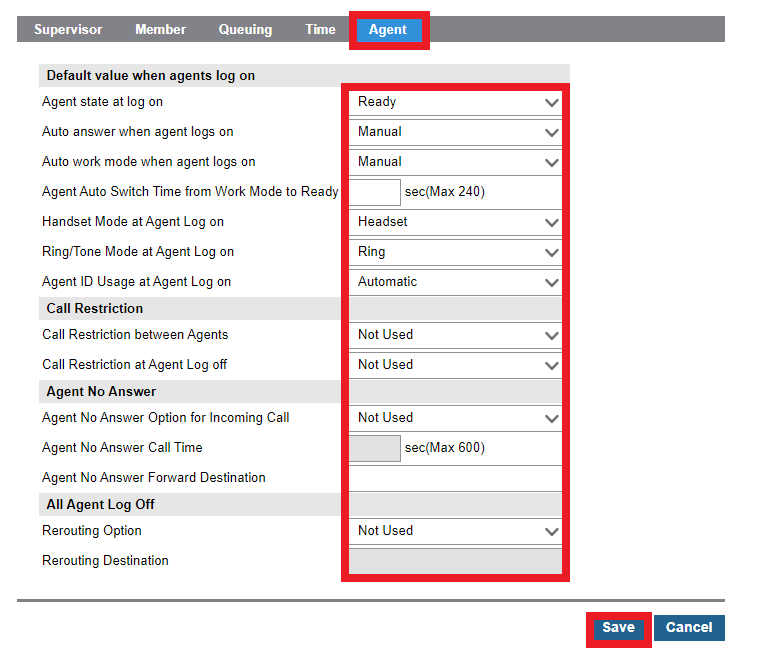 Supervisor Member Queuing Time Agent
Default value when agents log on
Agent state at log on Ready
Auto answer when agent logs on Manual
Auto work mode when agent logs on Manual
Agent Auto Switch Time from Work Mode to Ready sec(Max 240)
Handset Mode at Agent Log on Headset
Ring/Tone Mode at Agent Log on Ring
Agent ID Usage at Agent Log on Automatic
Call Restriction
Call Restriction between Agents Not Used
Call Restriction at Agent Log off Not Used
Agent No Answer
Agent No Answer Option for Incoming Call Not Used
Agent No Answer Call Time sec(Max 600)
Agent No Answer Forward Destination
All Agent Log Off
Rerouting Option Not Used
Rerouting Destination
Save Cancel